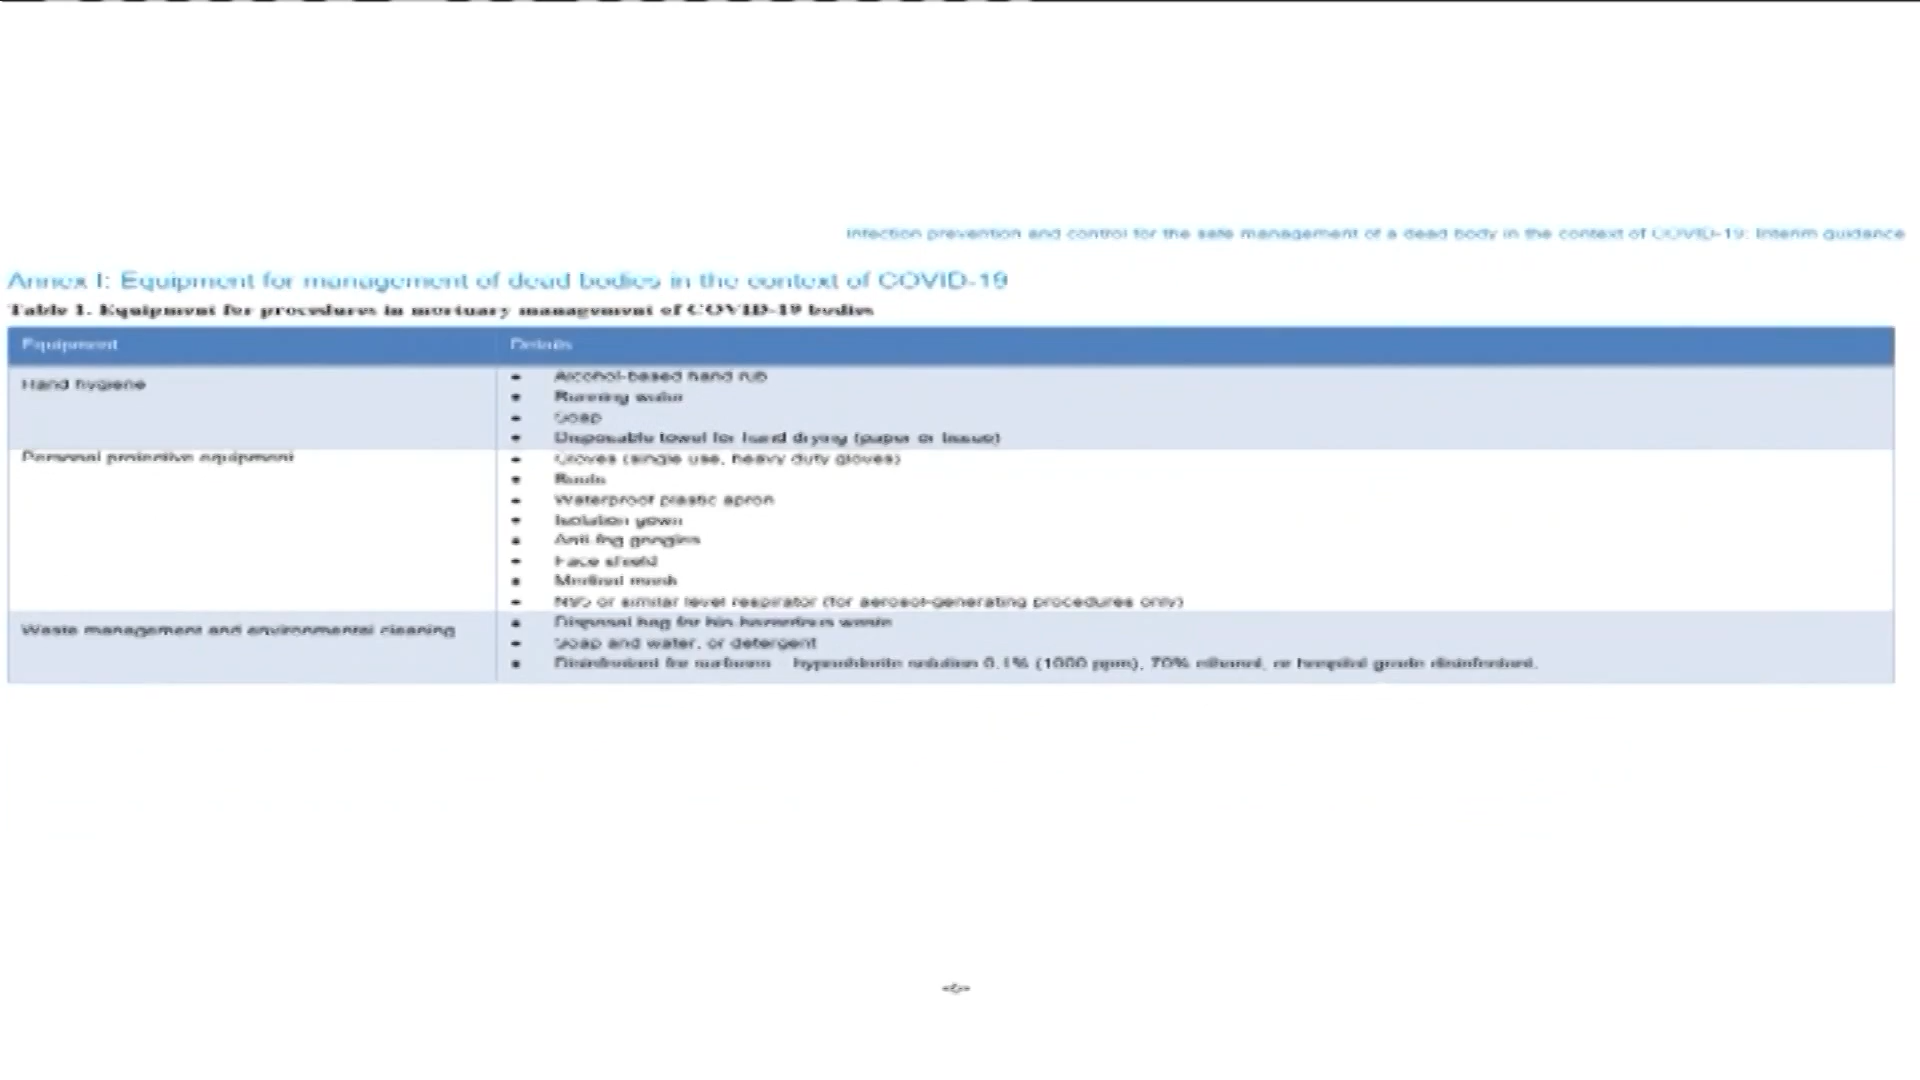 Infection prevention and control for the safe management of a dead body in the context of COVID-19: Interim guidance
Annex I: Equipment for management of dead bodies in the context of COVID-19
Table 1. Equipment for procedures in mortuary management of COVID-19 bodies
Equipment Details
Hand hygiene
• Alcohol-based hand rub
• Running water
• Soap
• Disposable towel for hand drying (paper or tissue)
Personal protective equipment
• Gloves (single use, heavy duty gloves)
• Boots
• Waterproof plastic apron
• Isolation gown
• Anti-fog goggles
• Face shield
• Medical mask
• N95 or similar level respirator (for aerosol-generating procedures only)
Waste management and environmental cleaning
• Disposal bag for bio-hazardous waste
• Soap and water, or detergent
• Disinfectant for surfaces – hypochlorite solution 0.1% (1000 ppm), 70% ethanol, or hospital grade disinfectant.